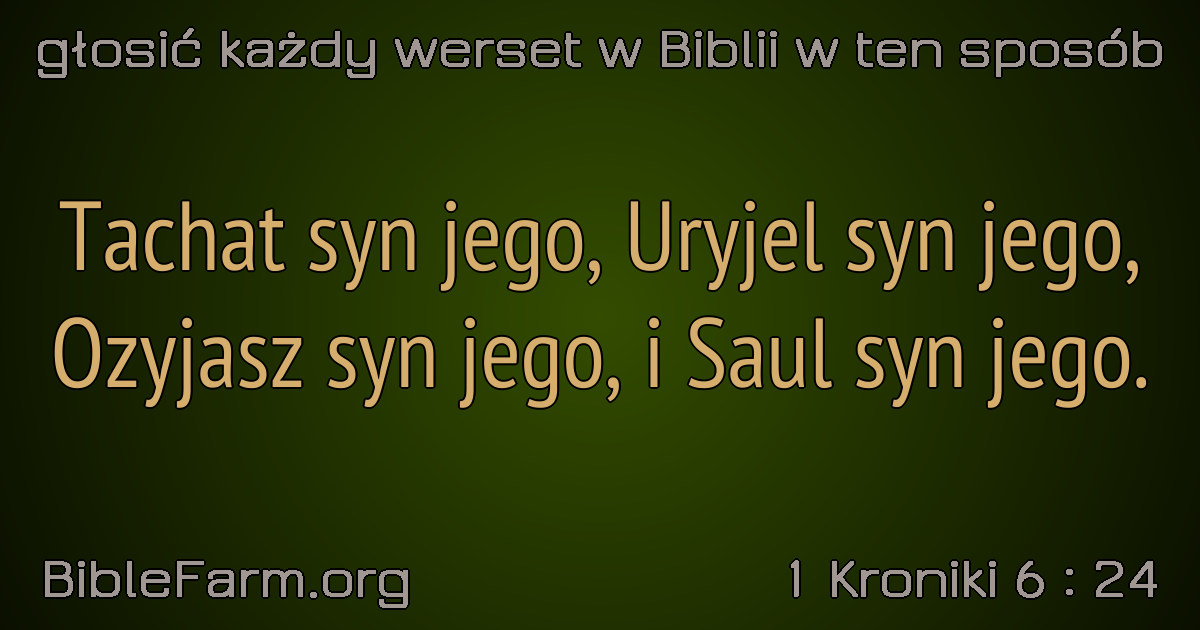 głosić każdy werset w Biblii w ten sposób
Tachat syn jego, Uryjel syn jego,
Ozyjasz syn jego, i Saul syn jego.
BibleFarm.org
1 Kroniki 6 : 24